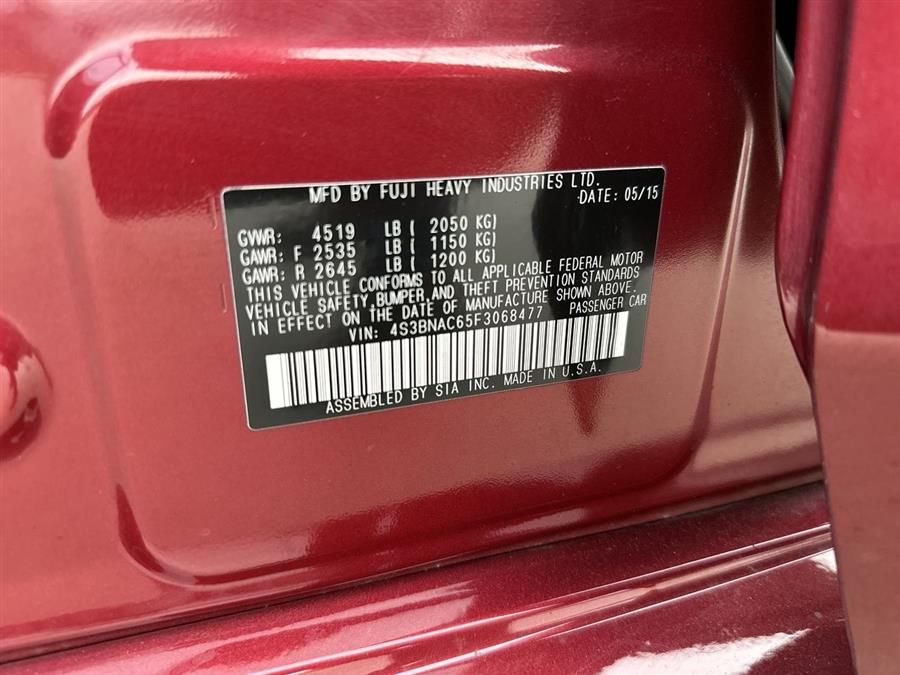 MFD BY FUJI HEAVY INDUSTRIES LTD.
DATE: 05/15
GVWR: 4519 LB ( 2050 KG)
GAWR: F 2535 LB ( 1150 KG)
GAWR: R 2645 LB ( 1200 KG)
THIS VEHICLE CONFORMS TO ALL APPLICABLE FEDERAL MOTOR
VEHICLE SAFETY,BUMPER,AND THEFT PREVENTION STANDARDS
IN EFFECT ON THE DATE OF MANUFACTURE SHOWN ABOVE.
VIN: 4S3BNAC65F3068477 PASSENGER CAR
ASSEMBLED BY SIA INC. MADE IN U.S.A.